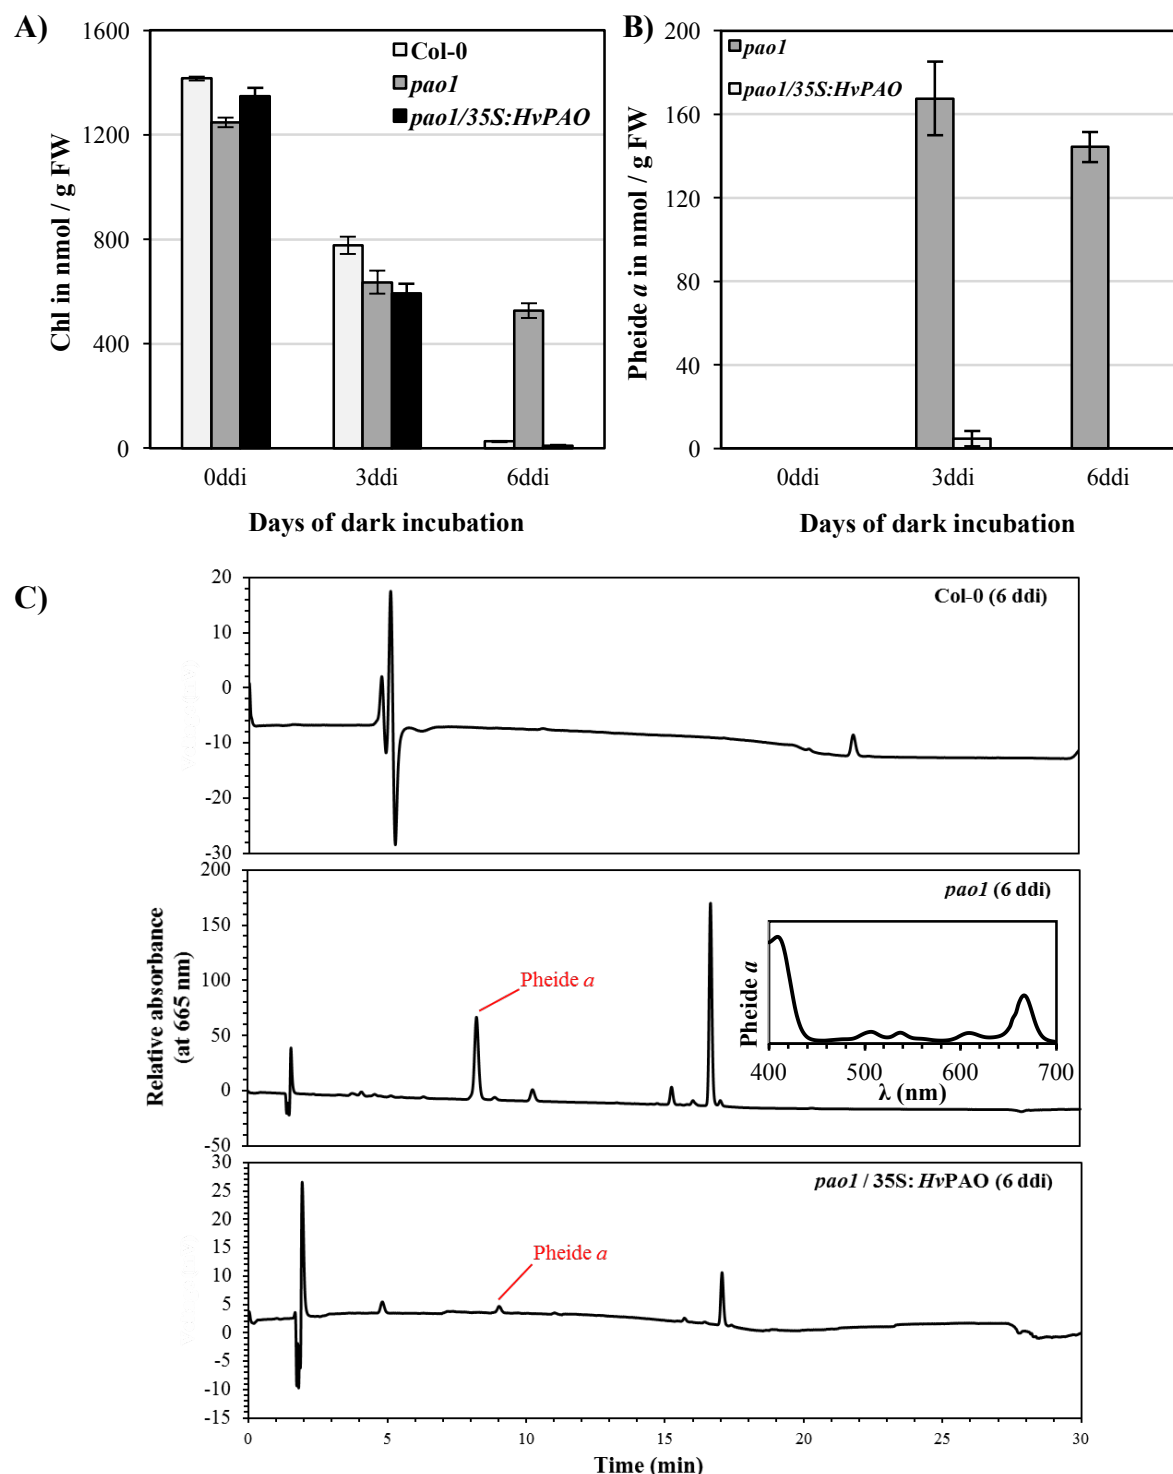 A)
1600
1200
800
400
0
Chl in nmol / g FW
Col-0
pao1
pao1/35S:HvPAO
0ddi 3ddi 6ddi
Days of dark incubation
B)
200
160
120
80
40
0
Pheide a in nmol / g FW
pao1
pao1/35S:HvPAO
0ddi 3ddi 6ddi
Days of dark incubation
C)
20
10
0
-10
-20
-30
Col-0 (6 ddi)
Relative absorbance
(at 665 nm)
200
150
100
50
0
-50
pao1 (6 ddi)
Pheide a
Pheide a
400 500 600 700
λ (nm)
30
25
20
15
10
5
0
-5
-10
-15
pao1 / 35S: HvPAO (6 ddi)
Pheide a
0 5 10 15 20 25 30
Time (min)